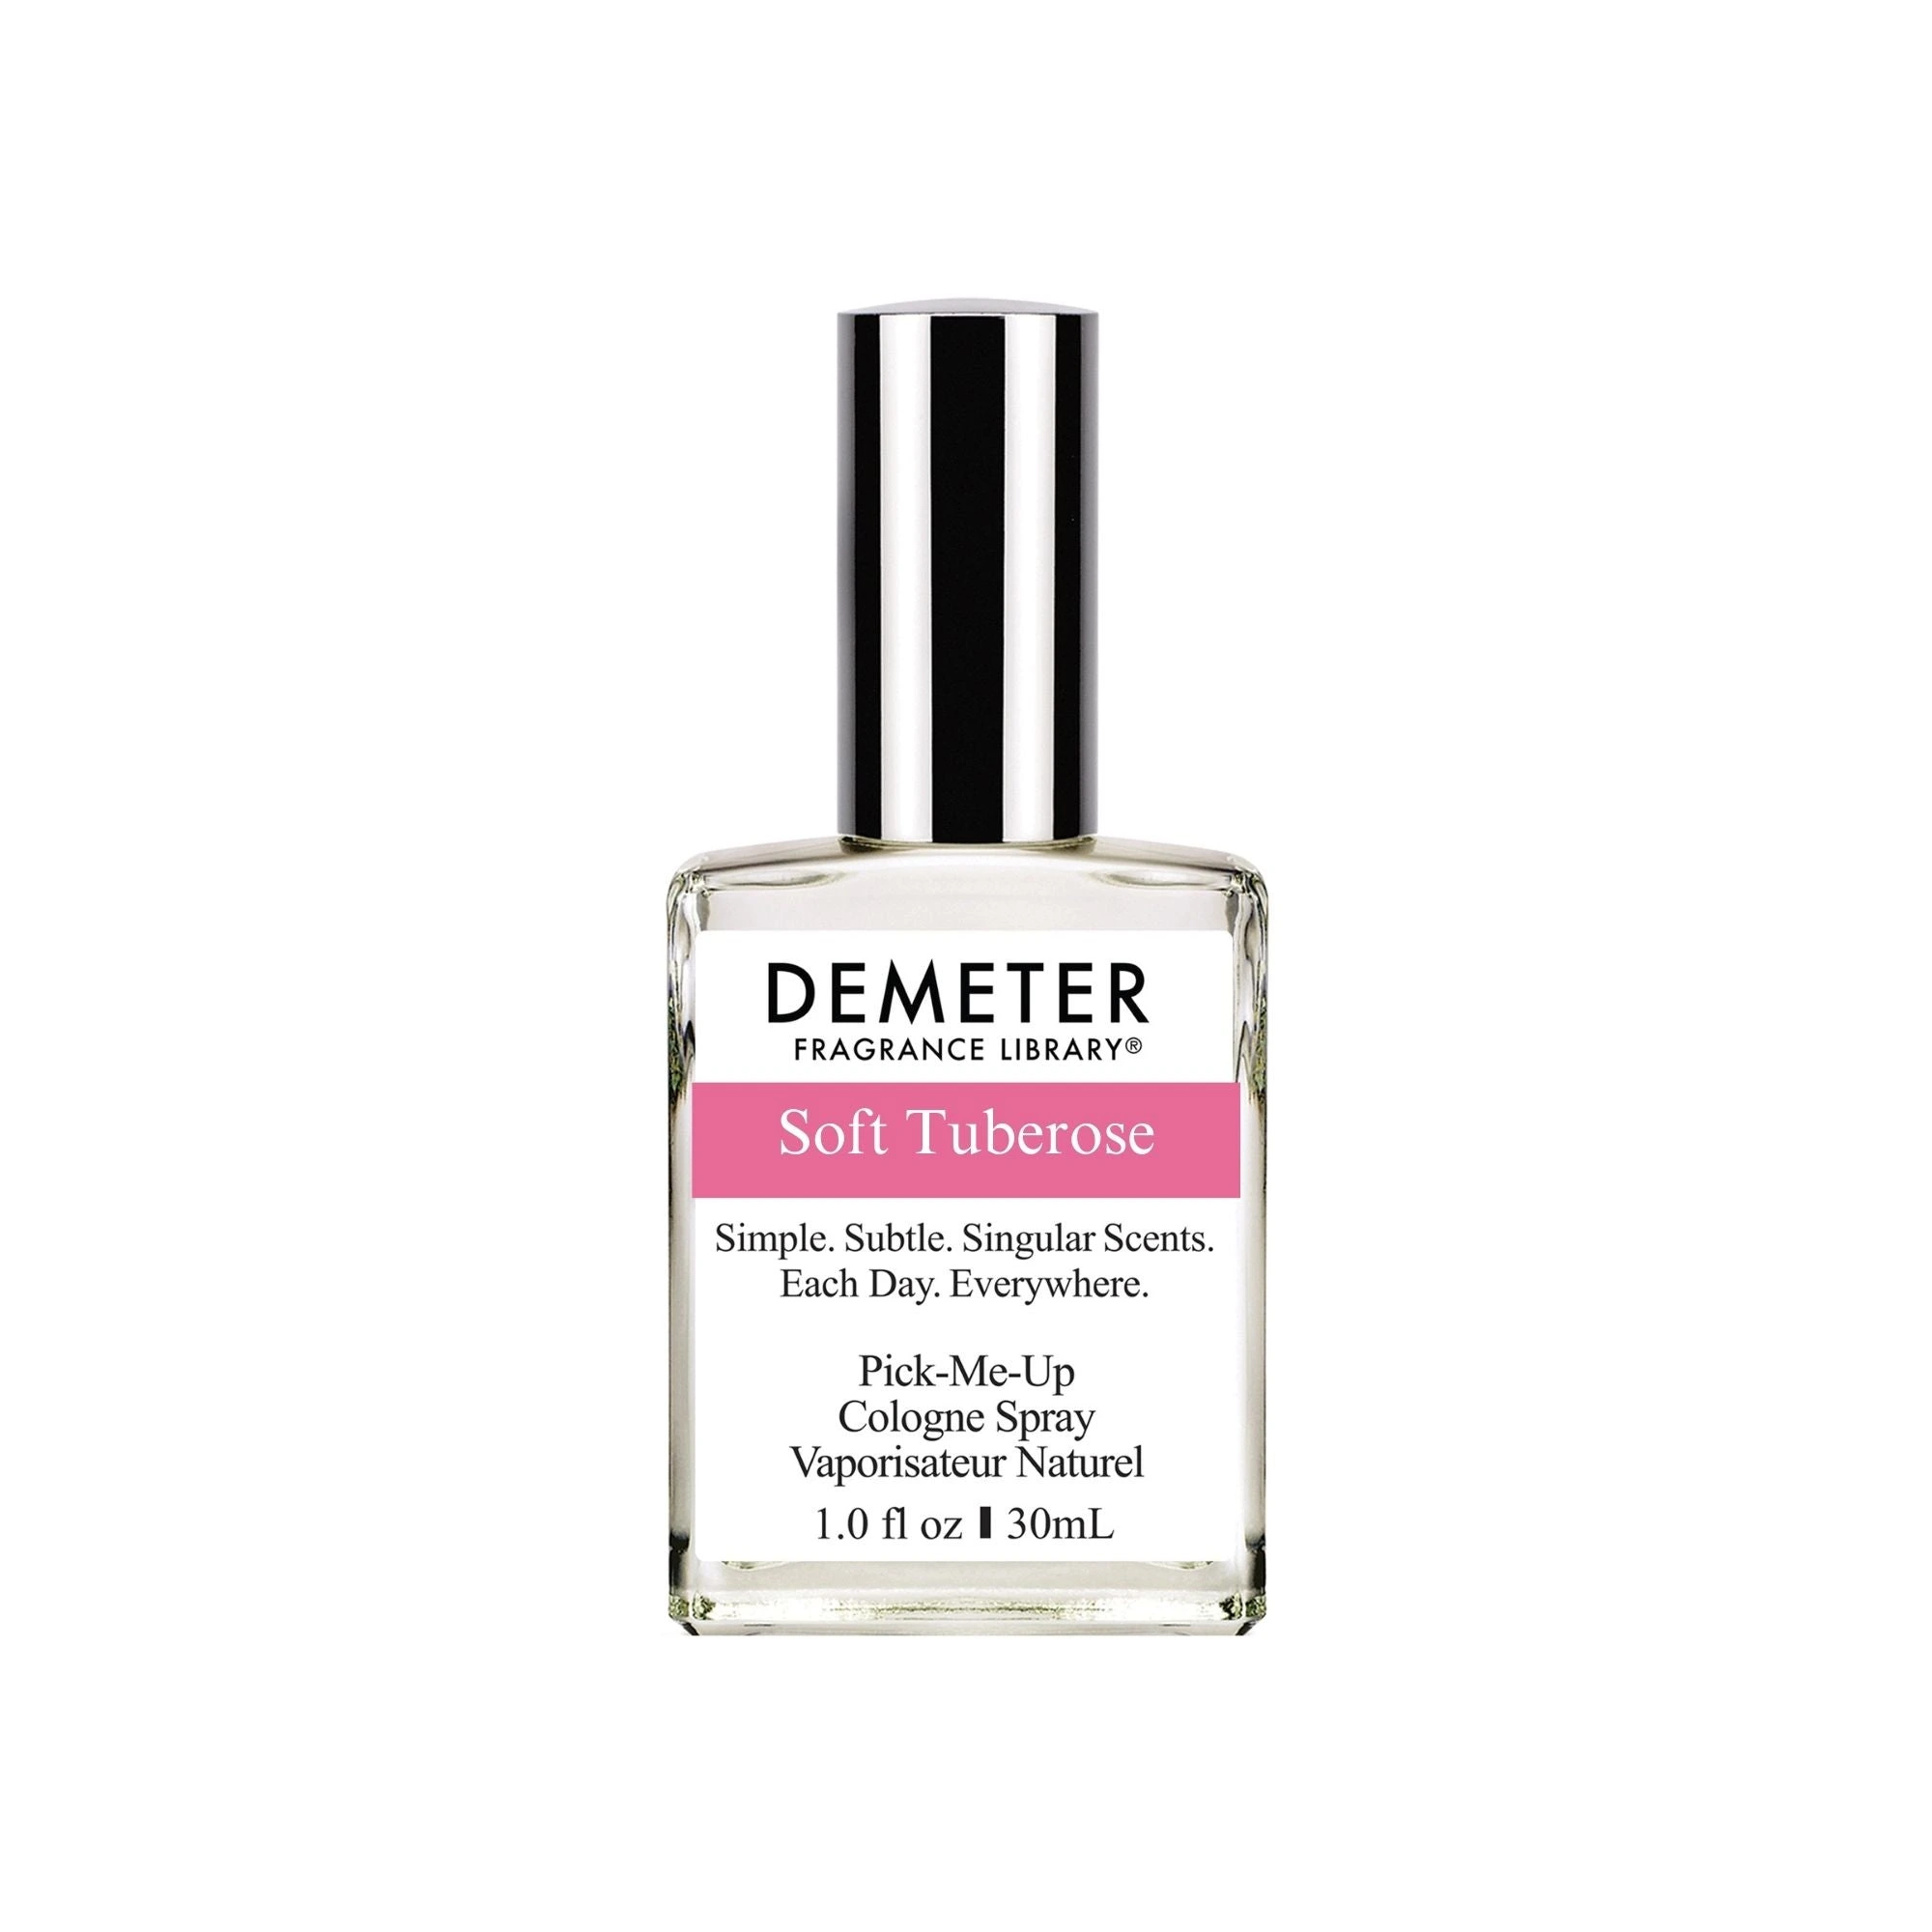 DEMETER
FRAGRANCE LIBRARY®
Soft Tuberose
Simple. Subtle. Singular Scents.
Each Day. Everywhere.
Pick-Me-Up
Cologne Spray
Vaporisateur Naturel
1.0 fl oz ▮ 30mL